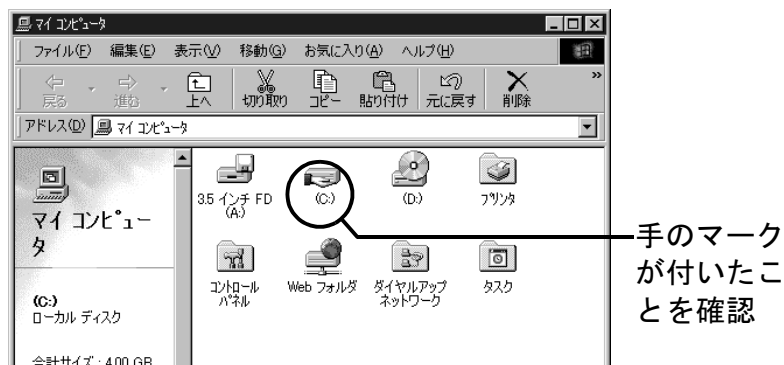 マイ コンピュータ
ファイル(F) 編集(E) 表示(V) 移動(G) お気に入り(A) ヘルプ(H)
戻る 進む 上へ 切り取り コピー 貼り付け 元に戻す 削除 »
アドレス(D) マイ コンピュータ
マイ コンピュー
タ
(C:)
ローカル ディスク
合計サイズ : 4.00 GB
3.5 インチ FD
(A:)
(C:)
(D:)
プリンタ
コントロール
パネル
Web フォルダ
ダイヤルアップ
ネットワーク
タスク
手のマーク
が付いたこ
とを確認